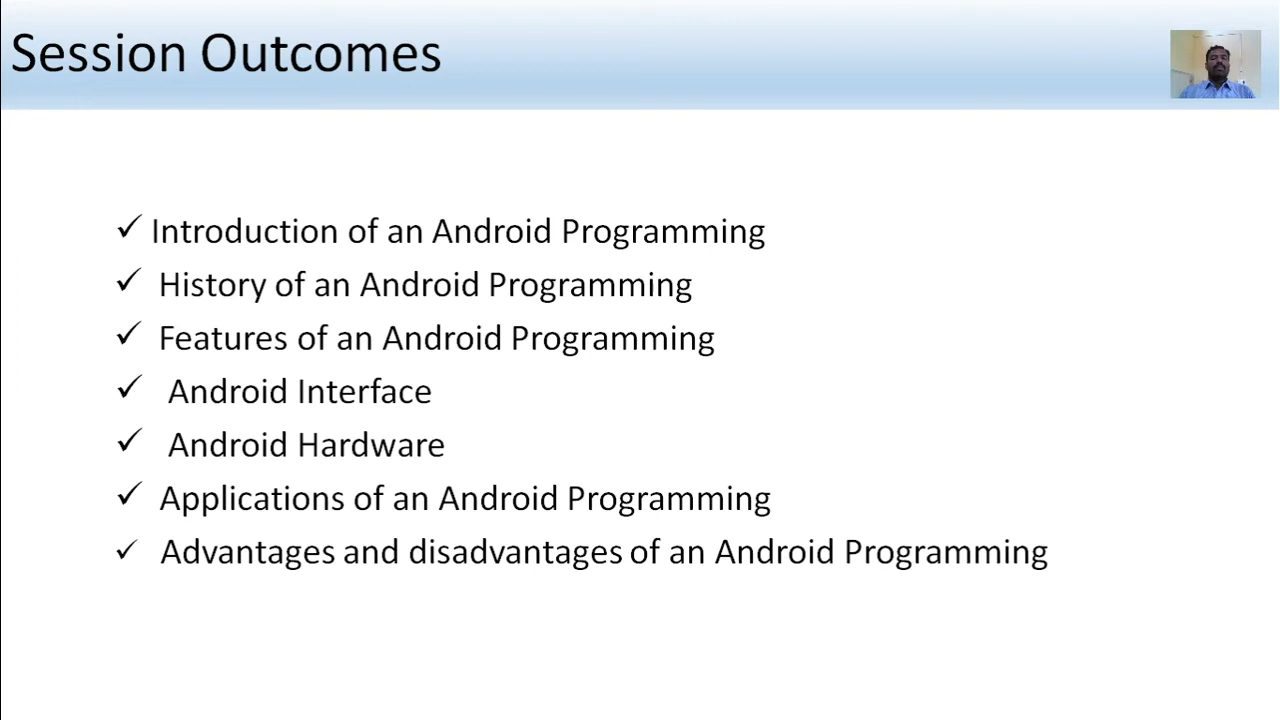 Session Outcomes
✓ Introduction of an Android Programming
✓ History of an Android Programming
✓ Features of an Android Programming
✓ Android Interface
✓ Android Hardware
✓ Applications of an Android Programming
✓ Advantages and disadvantages of an Android Programming